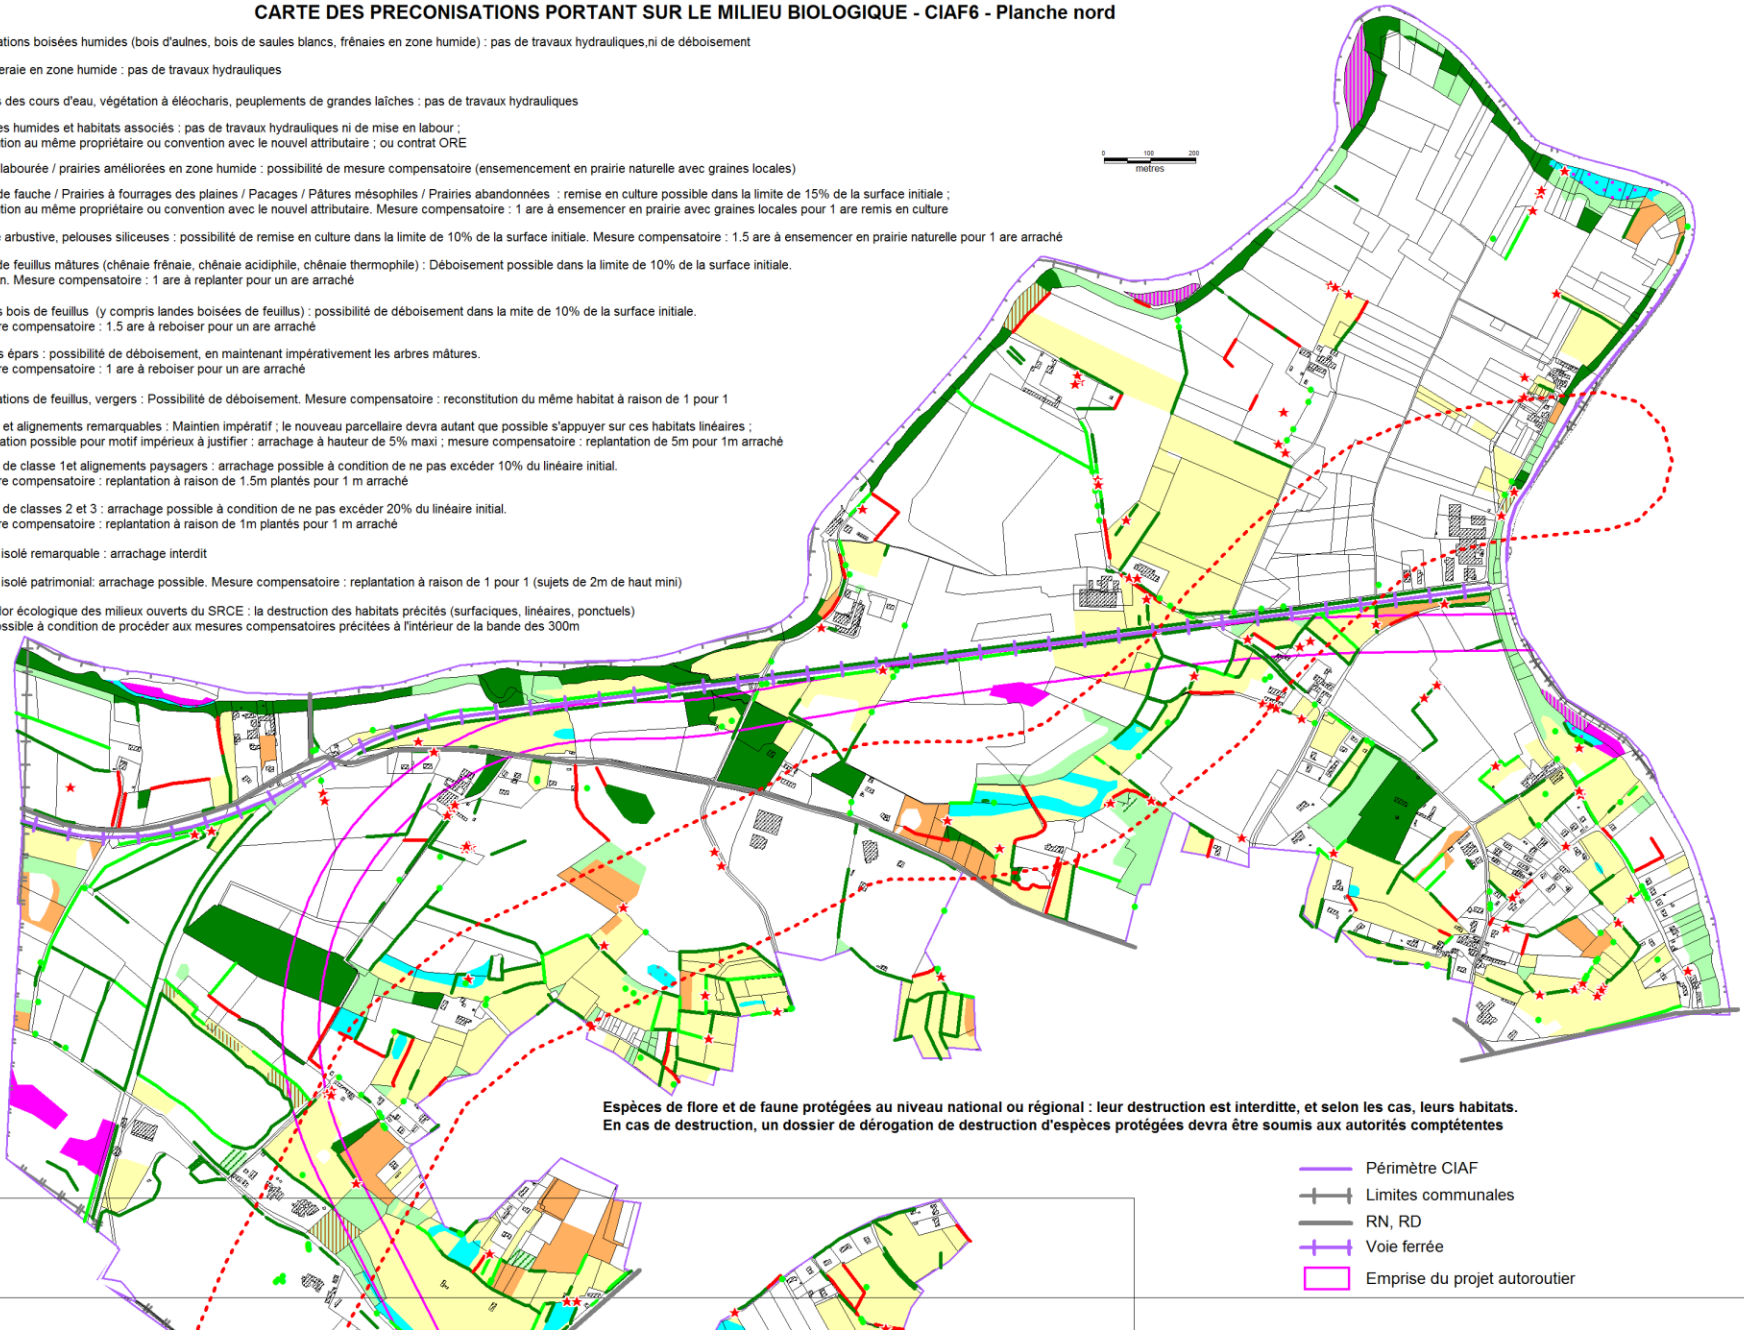 CARTE DES PRECONISATIONS PORTANT SUR LE MILIEU BIOLOGIQUE - CIAF6 - Planche nord
ations boisées humides (bois d'aulnes, bois de saules blancs, frênaies en zone humide) : pas de travaux hydrauliques,ni de déboisement
eraie en zone humide : pas de travaux hydrauliques
s des cours d'eau, végétation à éléocharis, peuplements de grandes laîches : pas de travaux hydrauliques
es humides et habitats associés : pas de travaux hydrauliques ni de mise en labour ;
tion au même propriétaire ou convention avec le nouvel attributaire ; ou contrat ORE
labourée / prairies améliorées en zone humide : possibilité de mesure compensatoire (ensemencement en prairie naturelle avec graines locales)
de fauche / Prairies à fourrages des plaines / Pacages / Pâtures mésophiles / Prairies abandonnées : remise en culture possible dans la limite de 15% de la surface initiale ;
tion au même propriétaire ou convention avec le nouvel attributaire. Mesure compensatoire : 1 are à ensemencer en prairie avec graines locales pour 1 are remis en culture
e arbustive, pelouses siliceuses : possibilité de remise en culture dans la limite de 10% de la surface initiale. Mesure compensatoire : 1.5 are à ensemencer en prairie naturelle pour 1 are arraché
de feuillus mâtures (chênaie frênaie, chênaie acidiphile, chênaie thermophile) : Déboisement possible dans la limite de 10% de la surface initiale.
n. Mesure compensatoire : 1 are à replanter pour un are arraché
s bois de feuillus (y compris landes boisées de feuillus) : possibilité de déboisement dans la mite de 10% de la surface initiale.
re compensatoire : 1.5 are à reboiser pour un are arraché
s épars : possibilité de déboisement, en maintenant impérativement les arbres mâtures.
re compensatoire : 1 are à reboiser pour un are arraché
ations de feuillus, vergers : Possibilité de déboisement. Mesure compensatoire : reconstitution du même habitat à raison de 1 pour 1
et alignements remarquables : Maintien impératif ; le nouveau parcellaire devra autant que possible s'appuyer sur ces habitats linéaires ;
ation possible pour motif impérieux à justifier : arrachage à hauteur de 5% maxi ; mesure compensatoire : replantation de 5m pour 1m arraché
de classe 1et alignements paysagers : arrachage possible à condition de ne pas excéder 10% du linéaire initial.
re compensatoire : replantation à raison de 1.5m plantés pour 1 m arraché
de classes 2 et 3 : arrachage possible à condition de ne pas excéder 20% du linéaire initial.
re compensatoire : replantation à raison de 1m plantés pour 1 m arraché
isolé remarquable : arrachage interdit
isolé patrimonial: arrachage possible. Mesure compensatoire : replantation à raison de 1 pour 1 (sujets de 2m de haut mini)
dor écologique des milieux ouverts du SRCE : la destruction des habitats précités (surfaciques, linéaires, ponctuels)
ossible à condition de procéder aux mesures compensatoires précitées à l'intérieur de la bande des 300m
0 100 200
metres
Espèces de flore et de faune protégées au niveau national ou régional : leur destruction est interditte, et selon les cas, leurs habitats.
En cas de destruction, un dossier de dérogation de destruction d'espèces protégées devra être soumis aux autorités comptétentes
Périmètre CIAF
Limites communales
RN, RD
Voie ferrée
Emprise du projet autoroutier